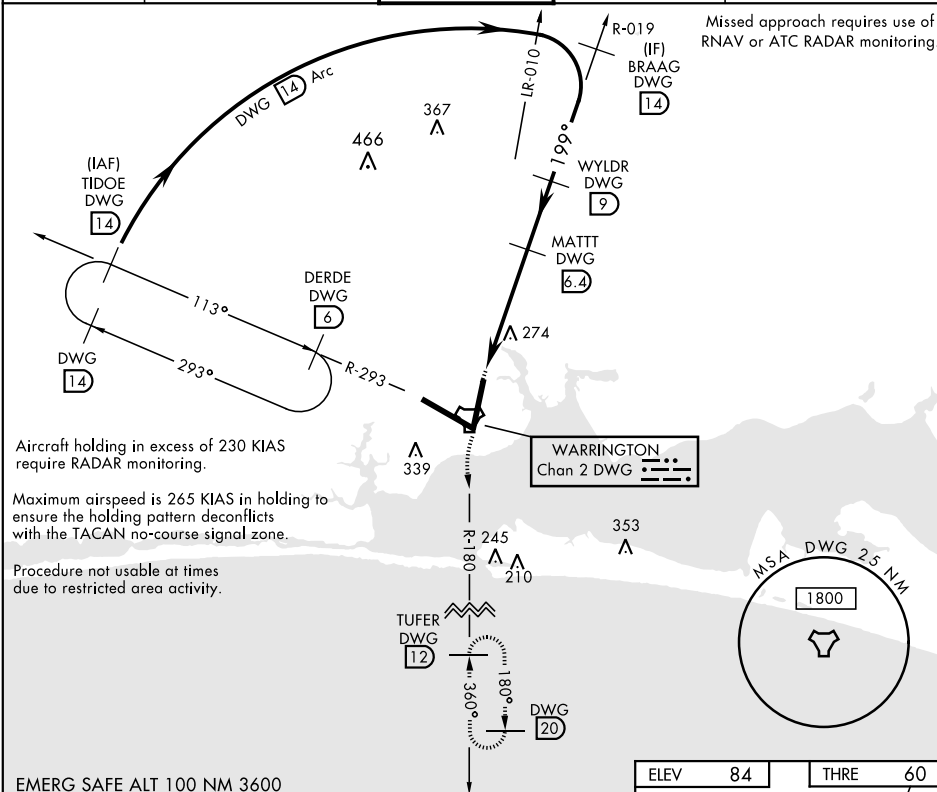 Missed approach requires use of
RNAV or ATC RADAR monitoring.
R-019
(IF)
BRAAG
DWG
14
LR-010
DWG 14 Arc
367
466
199°
(IAF)
TIDOE
DWG
14
WYLDR
DWG
9
MATTT
DWG
6.4
DERDE
DWG
6
113°
274
293°
R-293
DWG
14
WARRINGTON
Chan 2 DWG
339
Aircraft holding in excess of 230 KIAS
require RADAR monitoring.
Maximum airspeed is 265 KIAS in holding to
ensure the holding pattern deconflicts
with the TACAN no-course signal zone.
Procedure not usable at times
due to restricted area activity.
R-180
245
210
353
MSA DWG 25 NM
1800
TUFER
DWG
12
360°
180°
DWG
20
EMERG SAFE ALT 100 NM 3600
ELEV 84
THRE 60